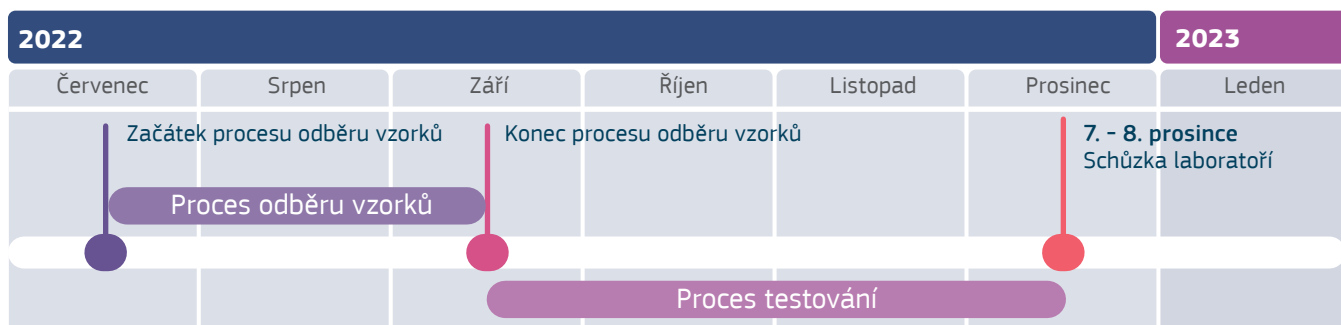 2022
2023
Červenec
Srpen
Září
Říjen
Listopad
Prosinec
Leden
Začátek procesu odběru vzorků
Konec procesu odběru vzorků
7. - 8. prosince
Schůzka laboratoří
Proces odběru vzorků
Proces testování